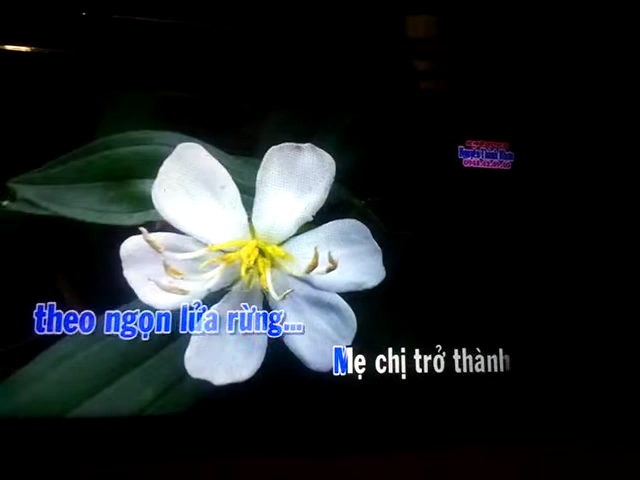 theo ngọn lửa rừng...
Mẹ chị trở thành